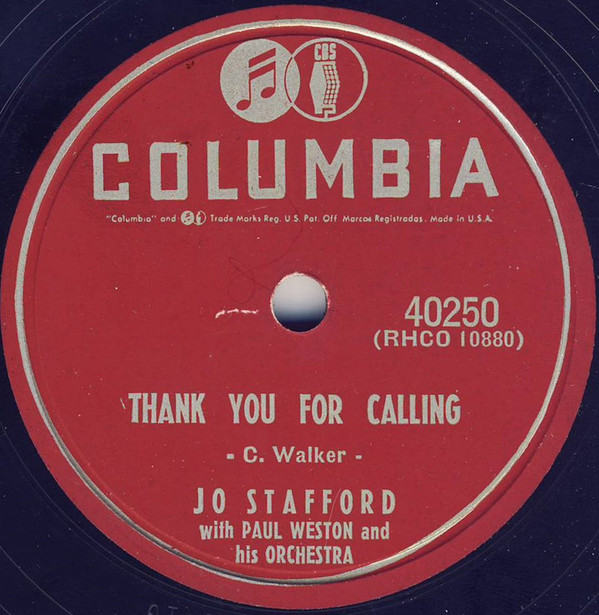 CBS
COLUMBIA
"Columbia" and Trade Marks Reg. U.S. Pat. Off Marcas Registradas. Made in U.S.A.
40250
(RHCO 10880)
THANK YOU FOR CALLING
- C. Walker -
JO STAFFORD
with PAUL WESTON and
his ORCHESTRA